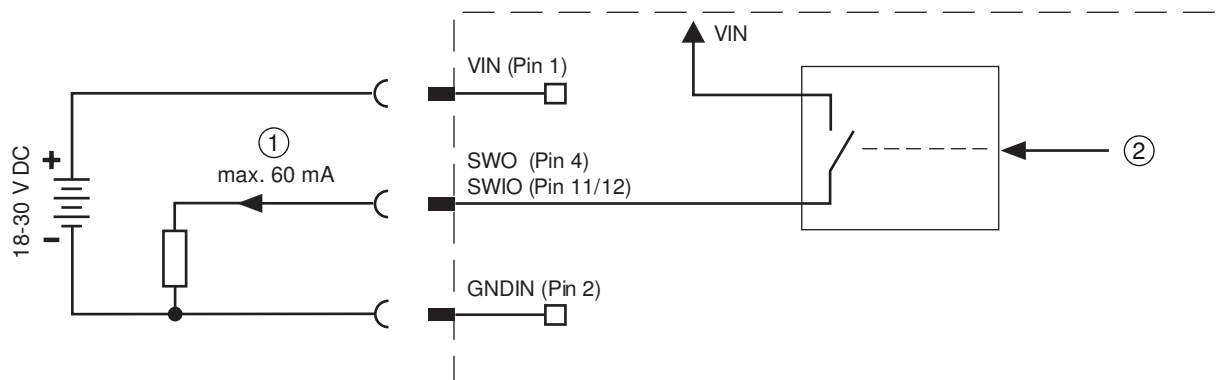 VIN
VIN (Pin 1)
①
max. 60 mA
SWO (Pin 4)
SWIO (Pin 11/12)
②
+
18-30 V DC
-
GNDIN (Pin 2)